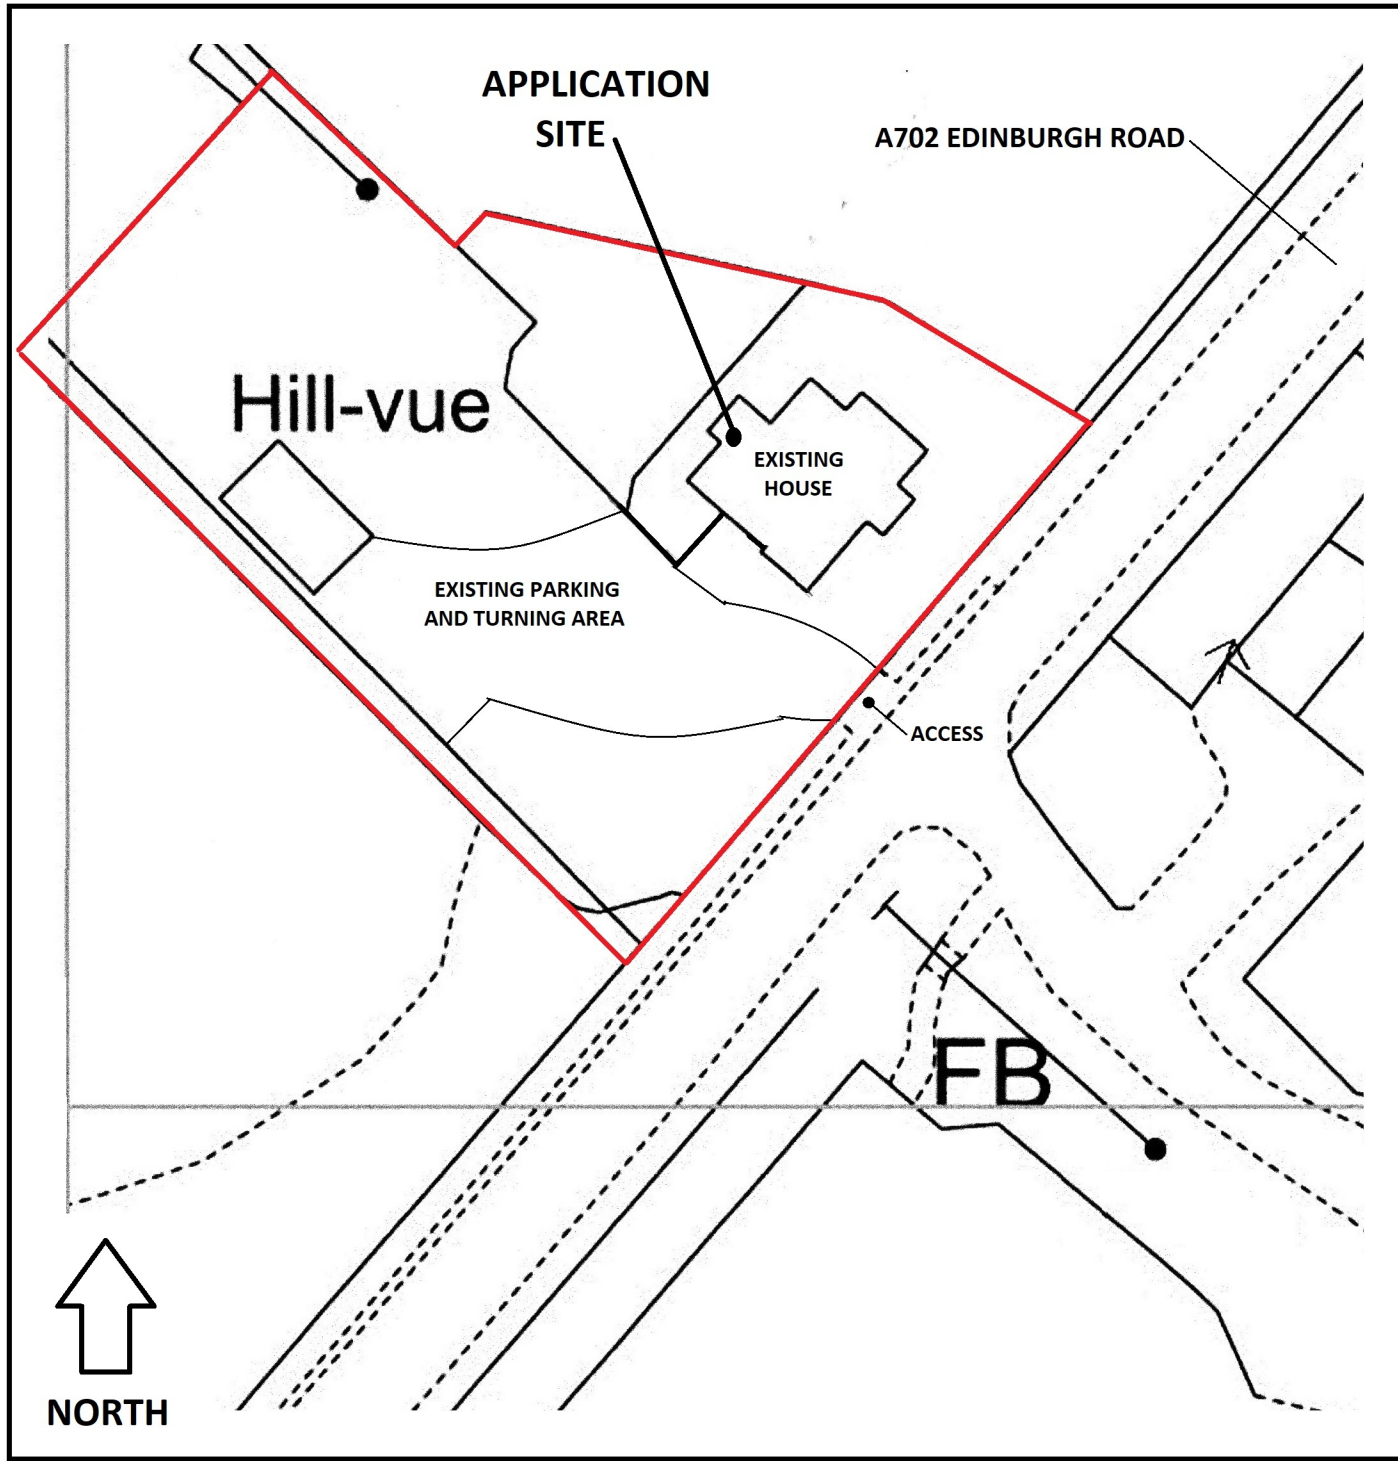 APPLICATION
SITE
A702 EDINBURGH ROAD
Hill-vue
EXISTING
HOUSE
EXISTING PARKING
AND TURNING AREA
ACCESS
FB
NORTH